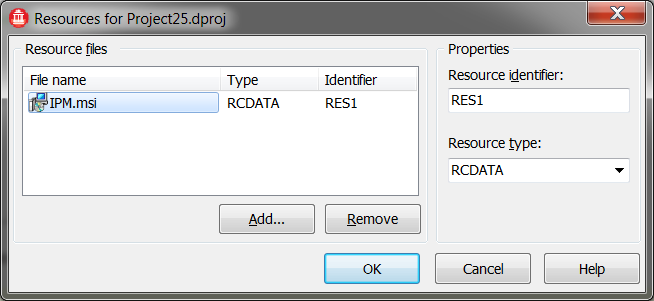 Resources for Project25.dproj
Resource files
File name Type Identifier
IPM.msi RCDATA RES1
Add... Remove
Properties
Resource identifier:
RES1
Resource type:
RCDATA
OK Cancel Help